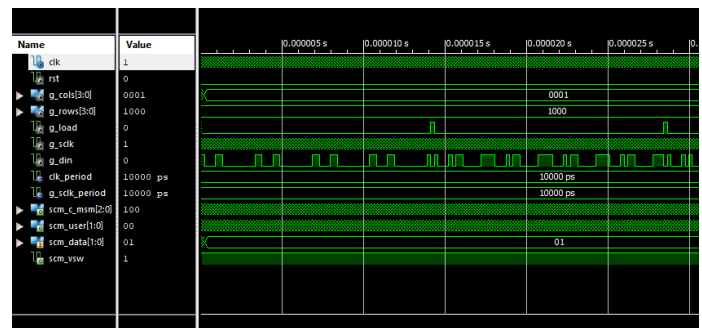 Name Value 0.000005 s 0.000010 s 0.000015 s 0.000020 s 0.000025 s 0.
clk 1
rst 0
g_cols[3:0] 0001 0001
g_rows[3:0] 1000 1000
g_load 0
g_sclk 1
g_din 0
clk_period 10000 ps 10000 ps
g_sclk_period 10000 ps 10000 ps
scm_c_msm[2:0] 100
scm_user[1:0] 00
scm_data[1:0] 01 01
scm_vsw 1